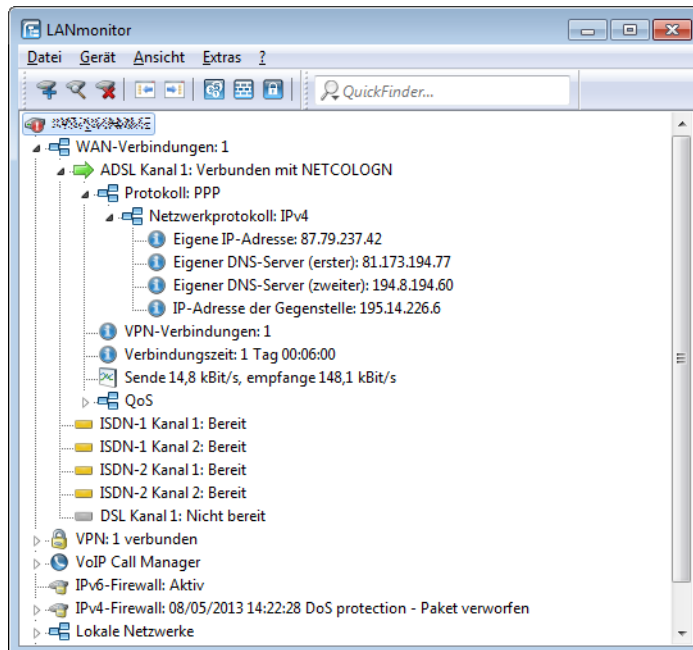 LANmonitor
Datei Gerät Ansicht Extras ?
QuickFinder...
WAN-Verbindungen: 1
ADSL Kanal 1: Verbunden mit NETCOLOGN
Protokoll: PPP
Netzwerkprotokoll: IPv4
Eigene IP-Adresse: 87.79.237.42
Eigener DNS-Server (erster): 81.173.194.77
Eigener DNS-Server (zweiter): 194.8.194.60
IP-Adresse der Gegenstelle: 195.14.226.6
VPN-Verbindungen: 1
Verbindungszeit: 1 Tag 00:06:00
Sende 14,8 kBit/s, empfange 148,1 kBit/s
QoS
ISDN-1 Kanal 1: Bereit
ISDN-1 Kanal 2: Bereit
ISDN-2 Kanal 1: Bereit
ISDN-2 Kanal 2: Bereit
DSL Kanal 1: Nicht bereit
VPN: 1 verbunden
VoIP Call Manager
IPv6-Firewall: Aktiv
IPv4-Firewall: 08/05/2013 14:22:28 DoS protection - Paket verworfen
Lokale Netzwerke